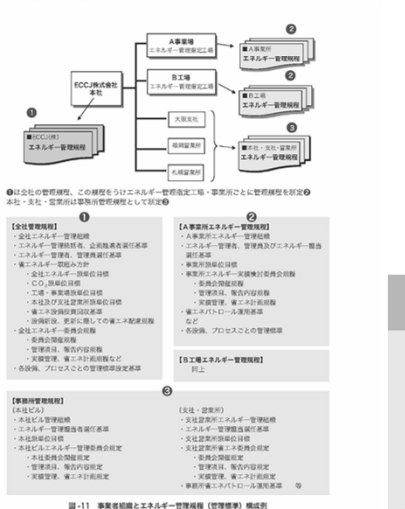 A事業場
エネルギー管理指定工場
❷
■A事業所
エネルギー管理規程
B工場
エネルギー管理指定工場
❷
■B工場
エネルギー管理規程
ECCJ株式会社
本社
❶
■ECCJ(株)
エネルギー管理規程
大阪支社
福岡営業所
札幌営業所
❸
■本社・支社・営業所
エネルギー管理規程
❶は全社の管理規程、この規程をうけエネルギー管理指定工場・事業所ごとに管理規程を制定❷
本社・支社・営業所は事務所管理規程として制定❸
❶
【全社管理規程】
・全社エネルギー管理組織
・エネルギー管理統括者、企画推進者選任基準
・エネルギー管理者、管理員選任基準
・省エネルギー取組み方針
・全社エネルギー原単位目標
・CO₂原単位目標
・工場・事業場原単位目標
・本社及び支社営業所原単位目標
・省エネ設備投資回収基準
・設備新設、更新に際しての省エネ配慮規程
・全社エネルギー委員会規程
・委員会開催規程
・管理項目、報告内容規程
・実績管理、省エネ計画規程など
・各設備、プロセスごとの管理標準設定基準
❷
【A事業所エネルギー管理規程】
・A事業所エネルギー管理組織
・エネルギー管理者、管理員及びエネルギー担当
選任基準
・事業所原単位目標
・事業所エネルギー実績検討委員会規程
・委員会開催規程
・管理項目、報告内容規程
・実績管理、省エネ計画規程
・省エネパトロール運用基準
など
・各設備、プロセスごとの管理標準
【B工場エネルギー管理規程】
同上
❸
【事務所管理規程】
(本社ビル)
・本社ビル管理組織
・エネルギー管理担当者選任基準
・本社原単位目標
・本社ビルエネルギー管理委員会規定
・本社会開催規定
・管理項目、報告内容規定
・実績管理、省エネ計画規程
(支社・営業所)
・支社営業所エネルギー管理組織
・エネルギー管理担当者選任基準
・支社営業所原単位目標
・支社営業所省エネ委員会規定
・委員会開催規定
・管理項目、報告内容規定
・実績管理、省エネ計画規程
・事務所省エネパトロール運用基準 等
図-11 事業者組織とエネルギー管理規程（管理標準）構成例